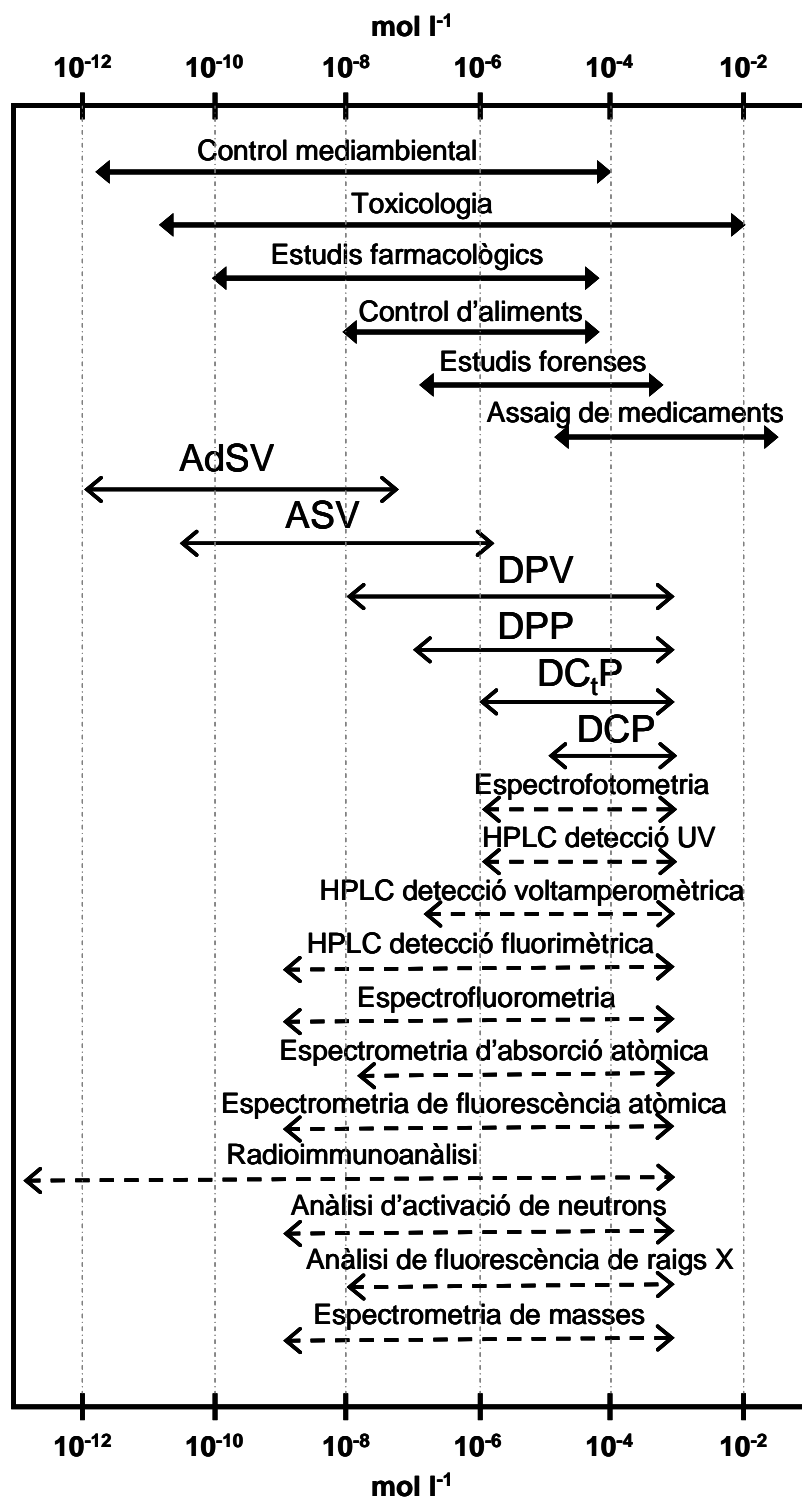 mol l-1
10-12 10-10 10-8 10-6 10-4 10-2
Control mediambiental
Toxicologia
Estudis farmacològics
Control d'aliments
Estudis forenses
Assaig de medicaments
AdSV
ASV
DPV
DPP
DCtP
DCP
Espectrofotometria
HPLC detecció UV
HPLC detecció voltamperomètrica
HPLC detecció fluorimètrica
Espectrofluorometria
Espectrometria d'absorció atòmica
Espectrometria de fluorescència atòmica
Radioimmunoanàlisi
Anàlisi d'activació de neutrons
Anàlisi de fluorescència de raigs X
Espectrometria de masses
10-12 10-10 10-8 10-6 10-4 10-2
mol l-1